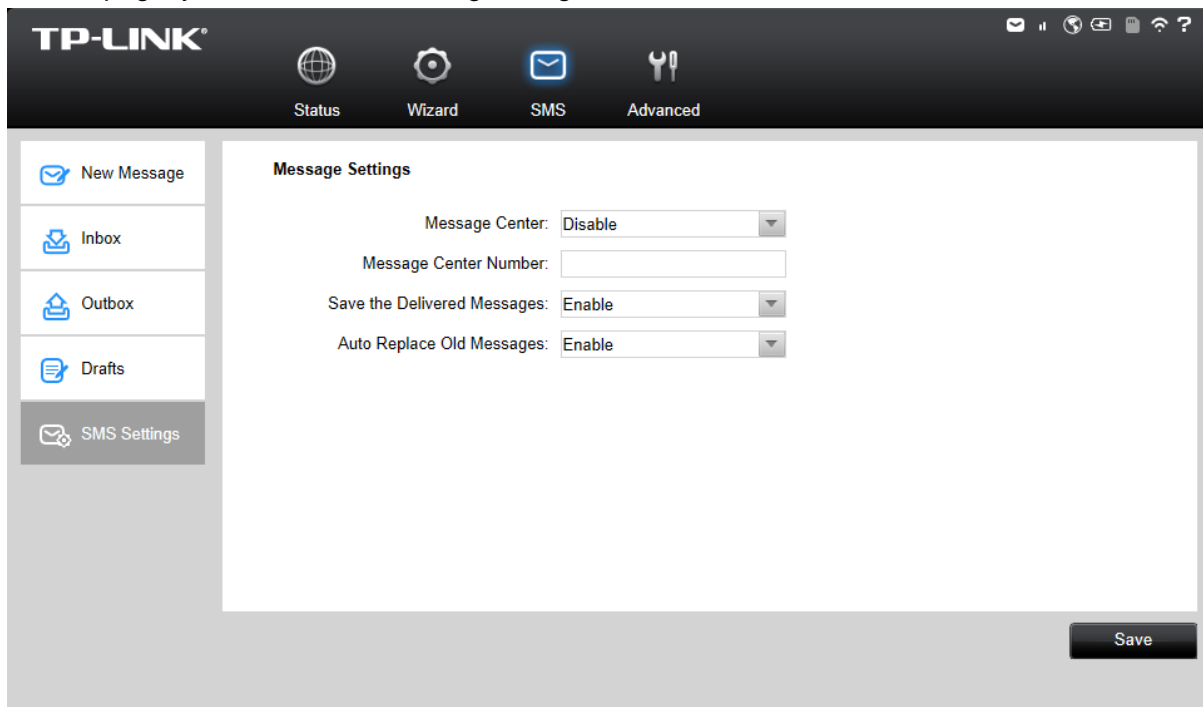 TP-LINK®
?
Status Wizard SMS Advanced
New Message
Inbox
Outbox
Drafts
SMS Settings
Message Settings
Message Center: Disable
Message Center Number:
Save the Delivered Messages: Enable
Auto Replace Old Messages: Enable
Save